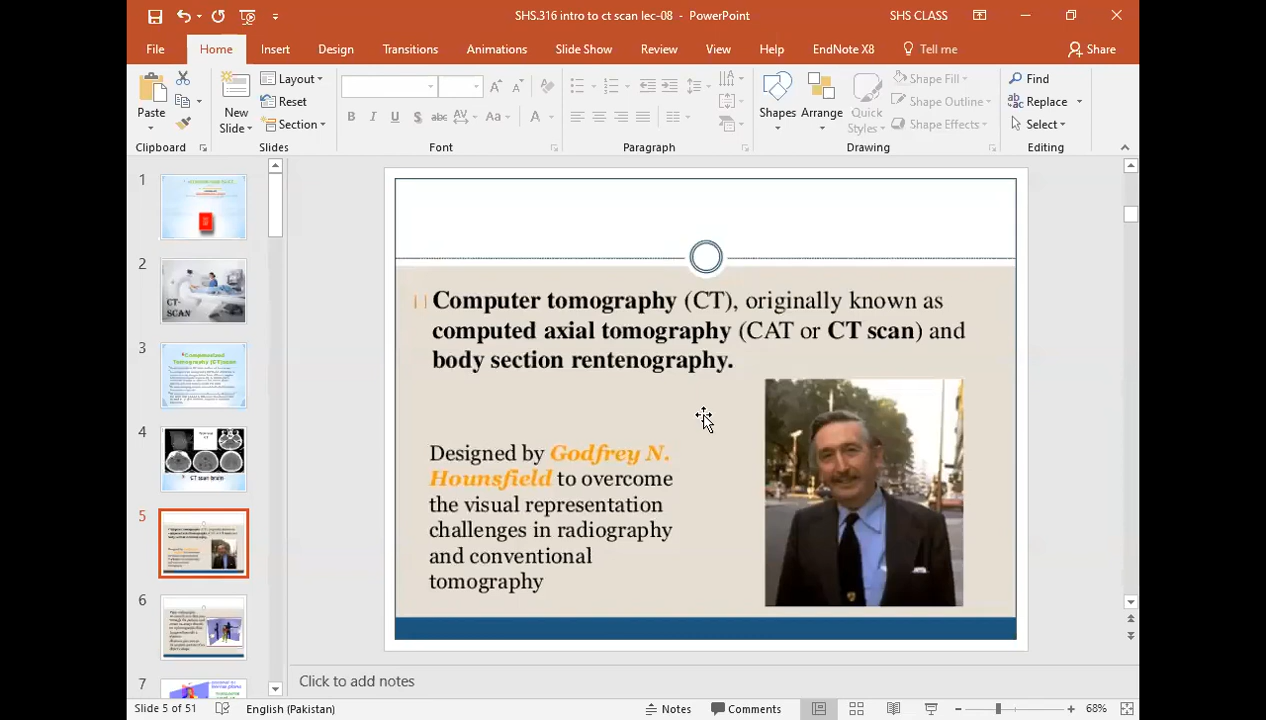 SHS.316 intro to ct scan lec-08 - PowerPoint
SHS CLASS
File Home Insert Design Transitions Animations Slide Show Review View Help EndNote X8 Tell me Share
Paste
Clipboard
New
Slide
Layout
Reset
Section
Slides
B I U S abc AV Aa A
Font
Paragraph
Shapes
Arrange
Quick
Styles
Shape Fill
Shape Outline
Shape Effects
Drawing
Find
Replace
Select
Editing
1
2
CT-
SCAN
3
4
CT scan brain
5
6
7
Computer tomography (CT), originally known as
computed axial tomography (CAT or CT scan) and
body section rentenography.
Designed by Godfrey N.
Hounsfield to overcome
the visual representation
challenges in radiography
and conventional
tomography
Click to add notes
Slide 5 of 51
English (Pakistan)
Notes
Comments
68%